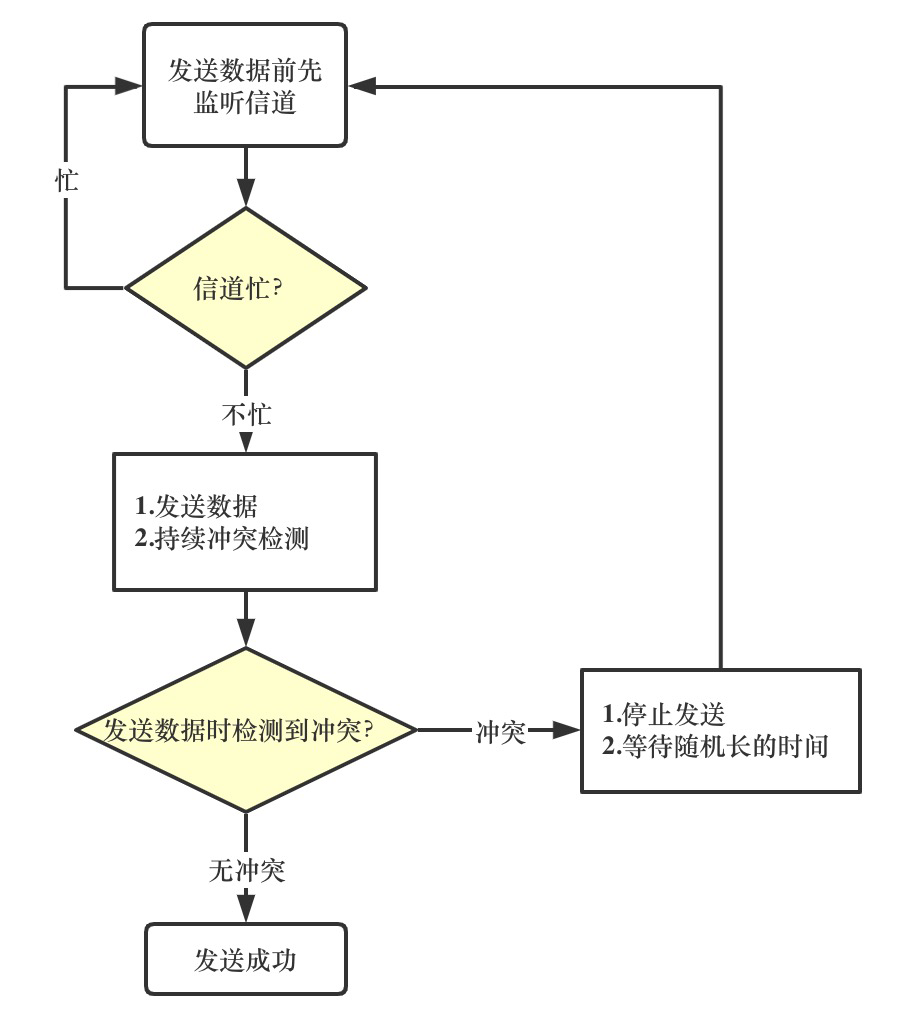 发送数据前先
监听信道
忙
信道忙?
不忙
1.发送数据
2.持续冲突检测
发送数据时检测到冲突?
冲突
1.停止发送
2.等待随机长的时间
无冲突
发送成功